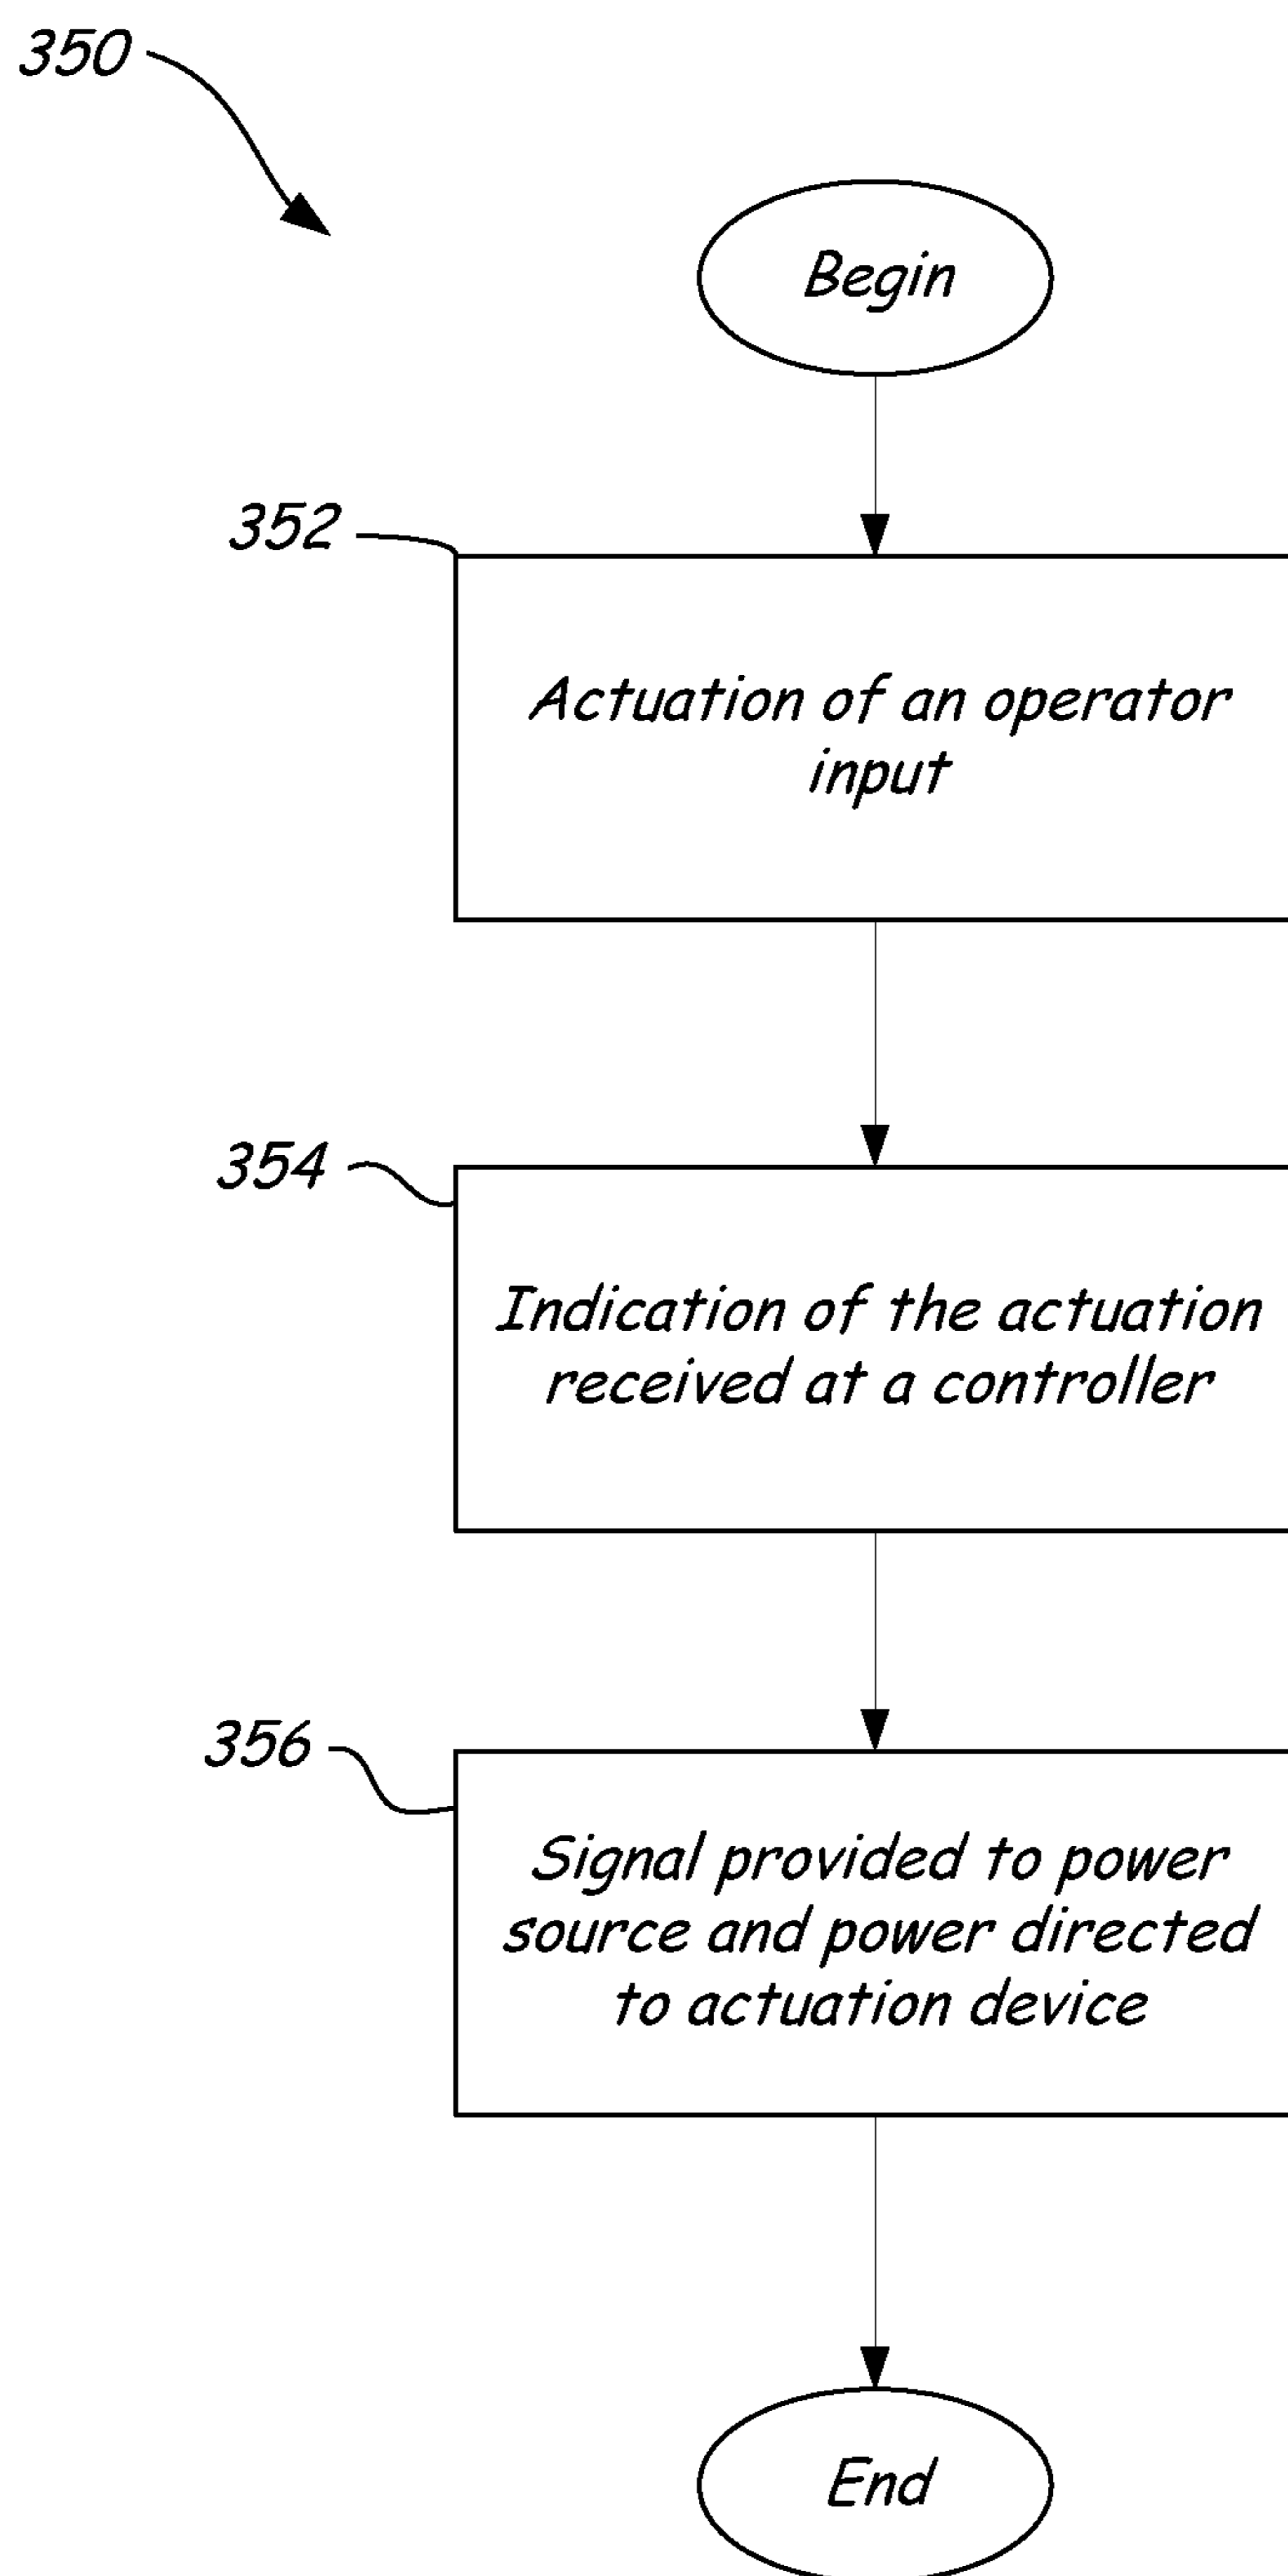 350
Begin
352
Actuation of an operator
input
354
Indication of the actuation
received at a controller
356
Signal provided to power
source and power directed
to actuation device
End